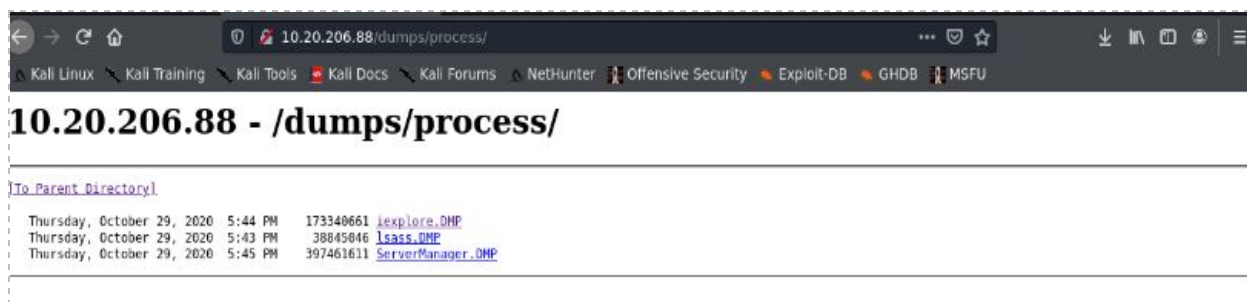 10.20.206.88/dumps/process/
Kali Linux Kali Training Kali Tools Kali Docs Kali Forums NetHunter Offensive Security Exploit-DB GHDB MSFU
10.20.206.88 - /dumps/process/
[To Parent Directory]
Thursday, October 29, 2020 5:44 PM 173340661 iexplore.DMP
Thursday, October 29, 2020 5:43 PM 38845046 lsass.DMP
Thursday, October 29, 2020 5:45 PM 397461611 ServerManager.DMP